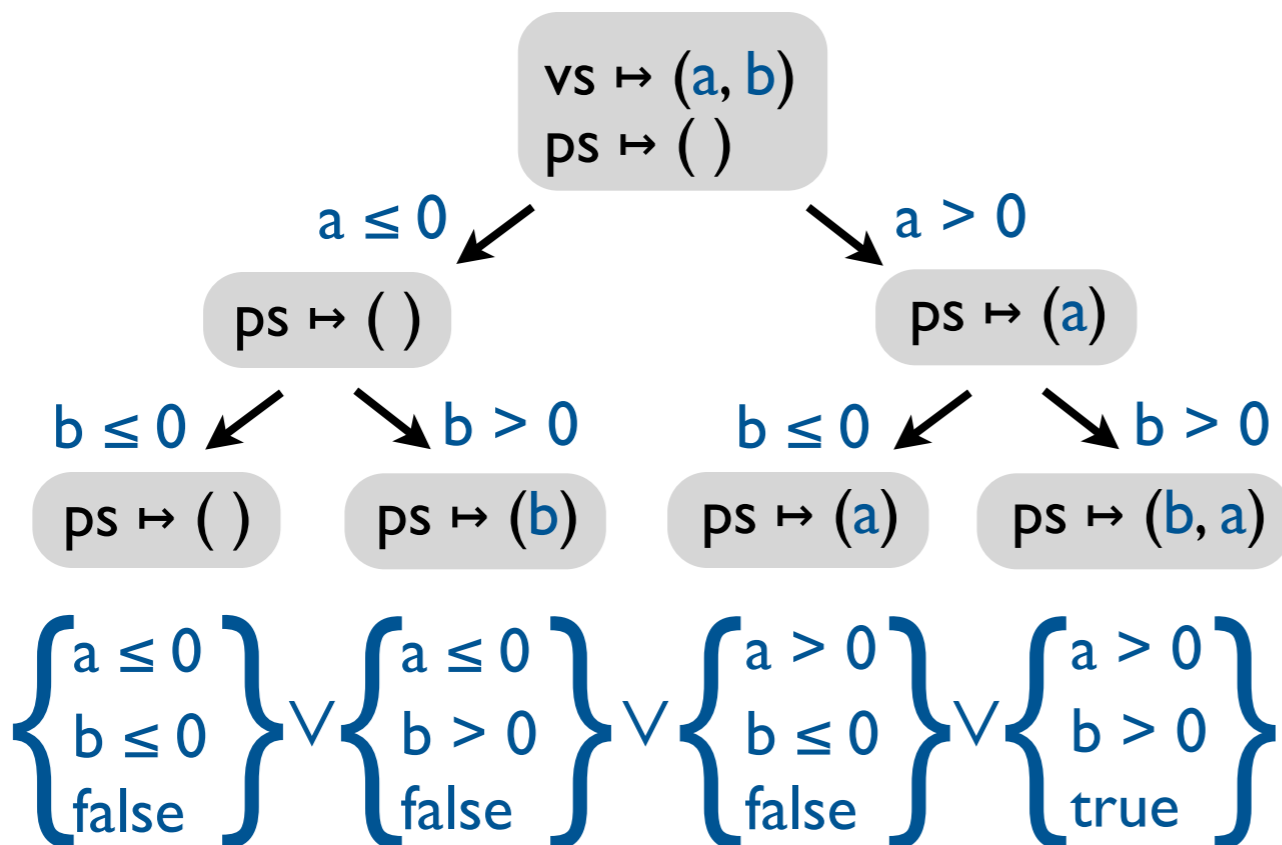 vs ↦ (a, b)
ps ↦ ( )
a ≤ 0
a > 0
ps ↦ ( )
ps ↦ (a)
b ≤ 0
b > 0
b ≤ 0
b > 0
ps ↦ ( )
ps ↦ (b)
ps ↦ (a)
ps ↦ (b, a)
{ a ≤ 0 } ∨ { a ≤ 0 } ∨ { a > 0 } ∨ { a > 0 }
b ≤ 0 b > 0 b ≤ 0 b > 0
false false false true